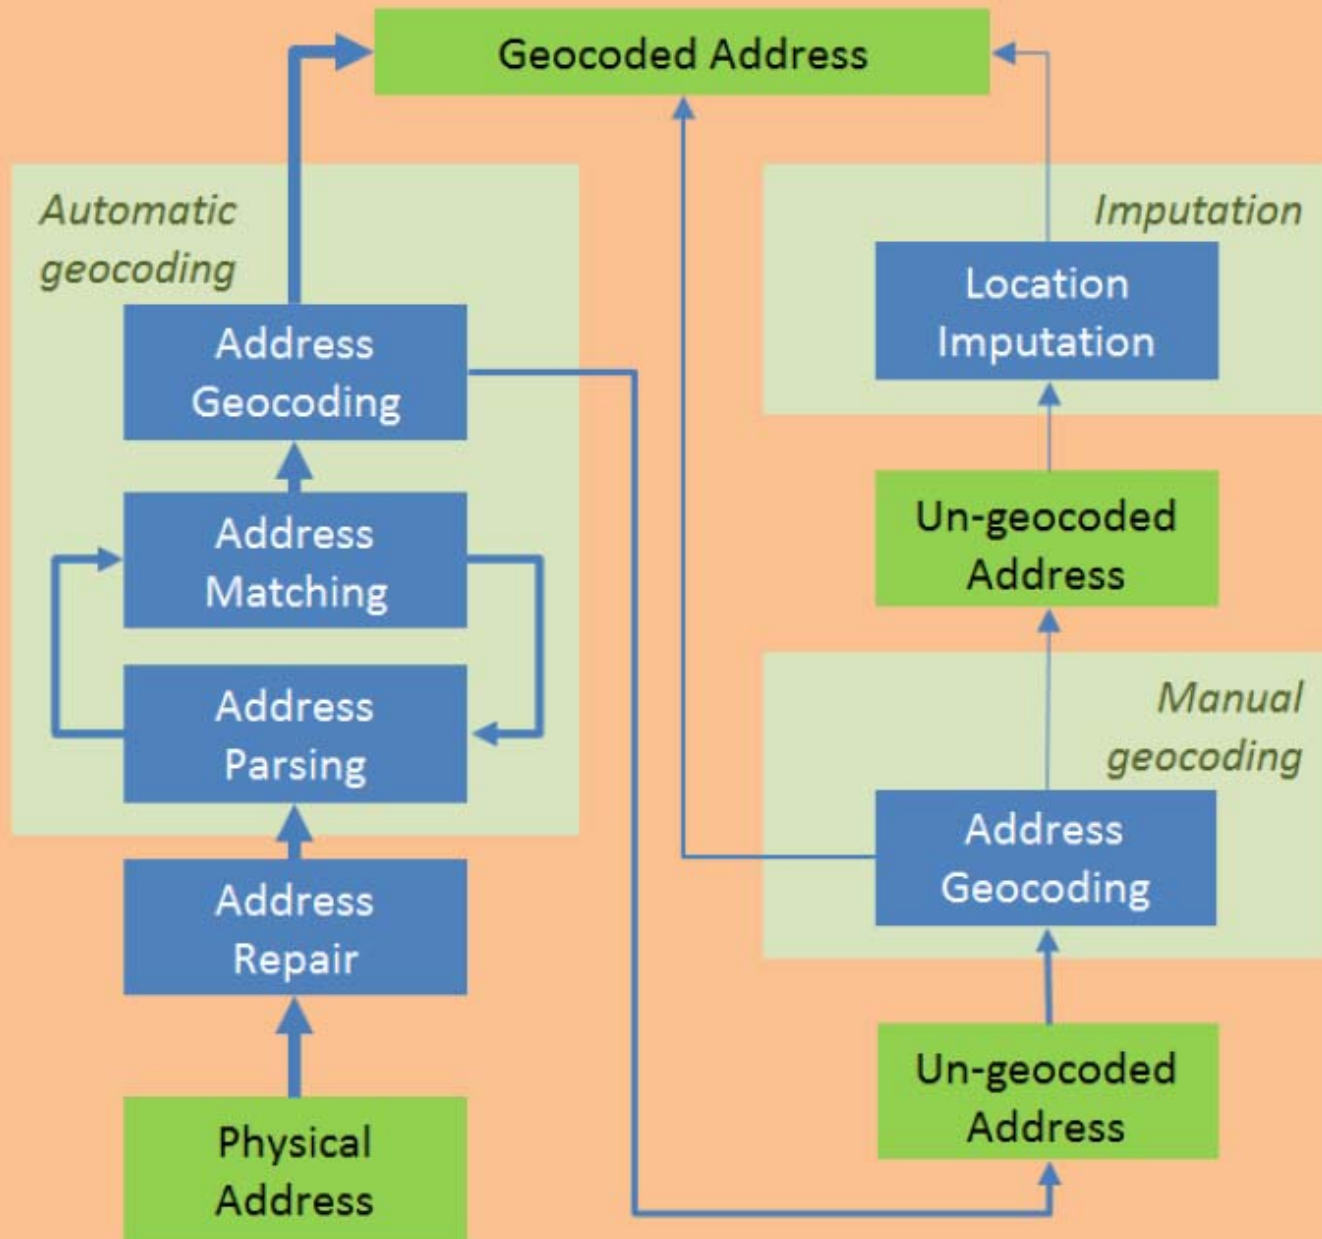 Geocoded Address
Automatic
geocoding
Address
Geocoding
Address
Matching
Address
Parsing
Address
Repair
Physical
Address
Imputation
Location
Imputation
Un-geocoded
Address
Manual
geocoding
Address
Geocoding
Un-geocoded
Address